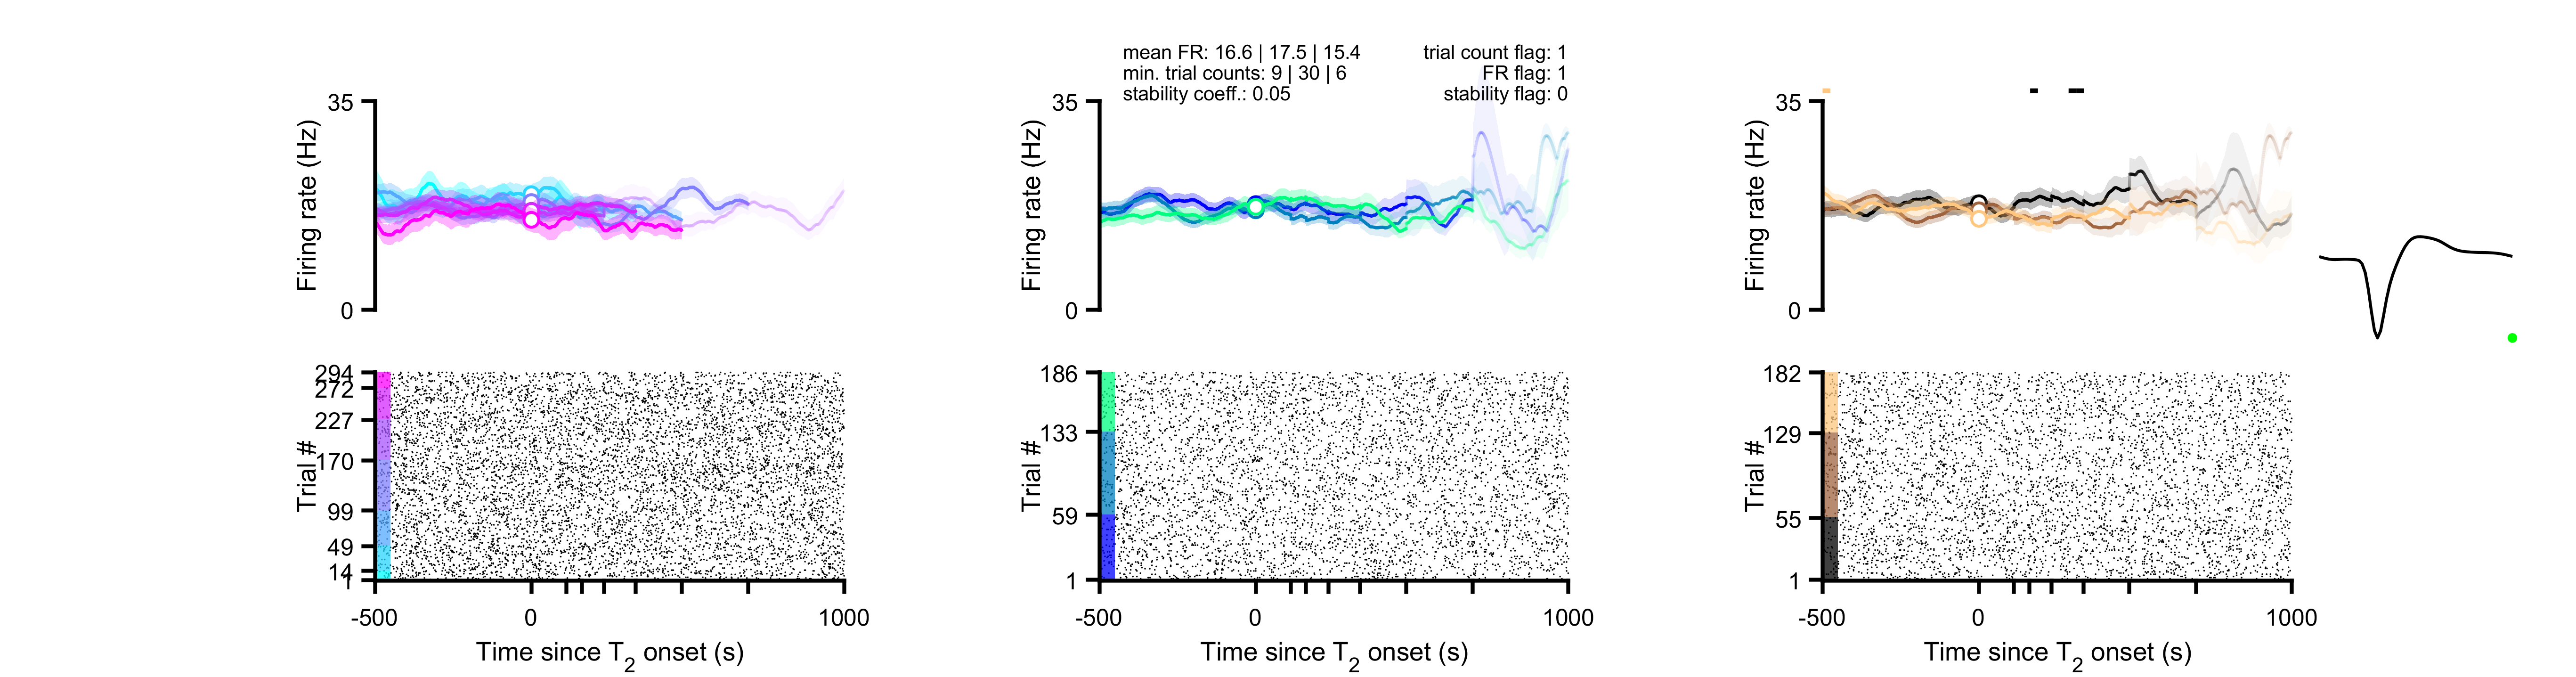 mean FR: 16.6 | 17.5 | 15.4
min. trial counts: 9 | 30 | 6
stability coeff.: 0.05
trial count flag: 1
FR flag: 1
stability flag: 0
35
Firing rate (Hz)
0
35
Firing rate (Hz)
0
35
Firing rate (Hz)
0
294
272
227
170
99
49
14
1
Trial #
-500
0
1000
Time since T2 onset (s)
186
133
59
1
Trial #
-500
0
1000
Time since T2 onset (s)
182
129
55
1
Trial #
-500
0
1000
Time since T2 onset (s)